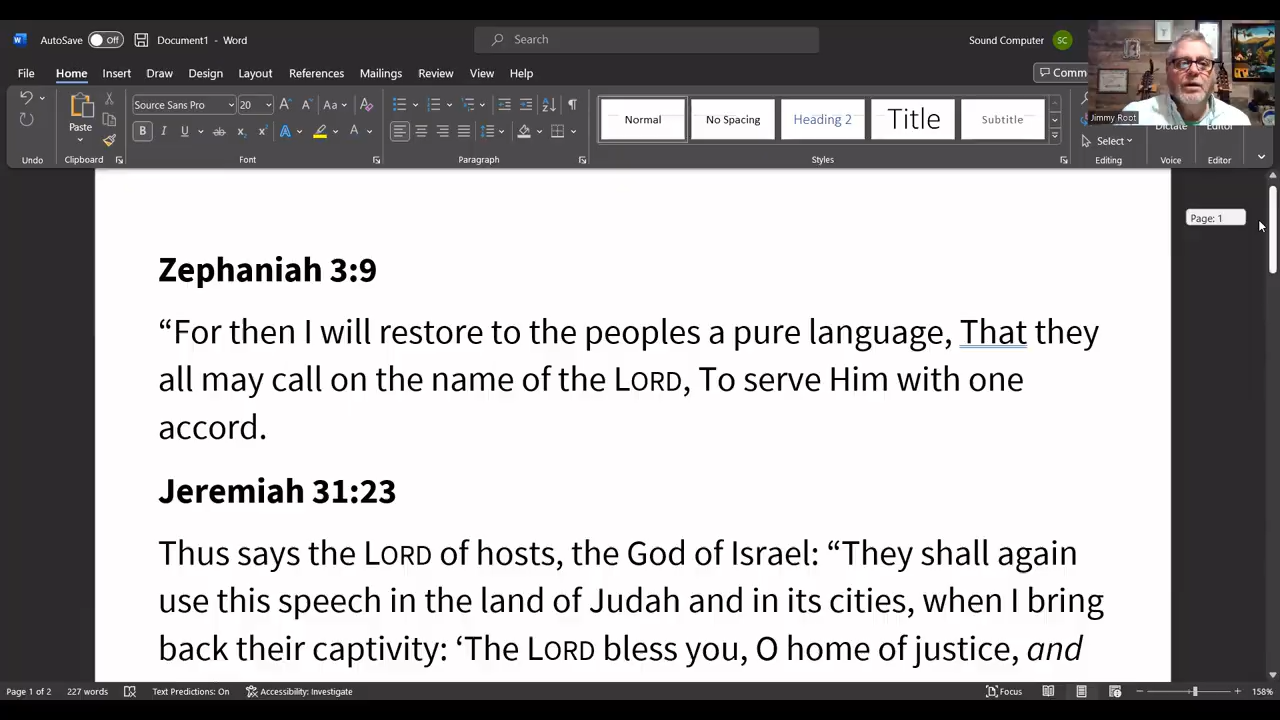 AutoSave Off Document1 - Word Search Sound Computer SC
File Home Insert Draw Design Layout References Mailings Review View Help Comm
Jimmy Root
Source Sans Pro 20 Aa
Paste B I U ab x2 x2 A A Normal No Spacing Heading 2 Title Subtitle Dictate Editor
Select
Undo Clipboard Font Paragraph Styles Editing Voice Editor
Page: 1
Zephaniah 3:9
“For then I will restore to the peoples a pure language, That they
all may call on the name of the LORD, To serve Him with one
accord.
Jeremiah 31:23
Thus says the LORD of hosts, the God of Israel: “They shall again
use this speech in the land of Judah and in its cities, when I bring
back their captivity: ‘The LORD bless you, O home of justice, and
Page 1 of 2 227 words Text Predictions: On Accessibility: Investigate Focus 158%